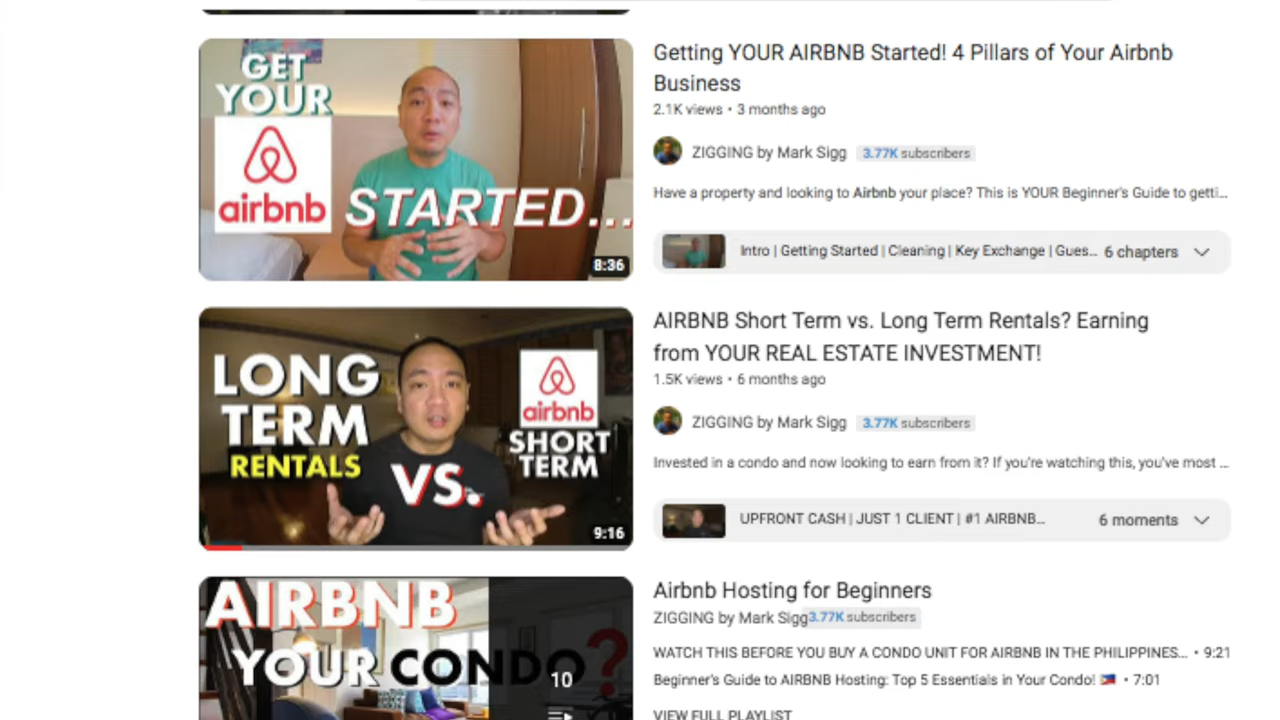 GET
YOUR
airbnb
STARTED...
8:36
Getting YOUR AIRBNB Started! 4 Pillars of Your Airbnb
Business
2.1K views • 3 months ago
ZIGGING by Mark Sigg 3.77K subscribers
Have a property and looking to Airbnb your place? This is YOUR Beginner's Guide to getti...
Intro | Getting Started | Cleaning | Key Exchange | Gues... 6 chapters
LONG
TERM
RENTALS
VS.
airbnb
SHORT
TERM
9:16
AIRBNB Short Term vs. Long Term Rentals? Earning
from YOUR REAL ESTATE INVESTMENT!
1.5K views • 6 months ago
ZIGGING by Mark Sigg 3.77K subscribers
Invested in a condo and now looking to earn from it? If you're watching this, you've most ...
UPFRONT CASH | JUST 1 CLIENT | #1 AIRBNB... 6 moments
AIRBNB
YOUR CONDO?
10
Airbnb Hosting for Beginners
ZIGGING by Mark Sigg 3.77K subscribers
WATCH THIS BEFORE YOU BUY A CONDO UNIT FOR AIRBNB IN THE PHILIPPINES... • 9:21
Beginner's Guide to AIRBNB Hosting: Top 5 Essentials in Your Condo! 🇵🇭 • 7:01
VIEW FULL PLAYLIST